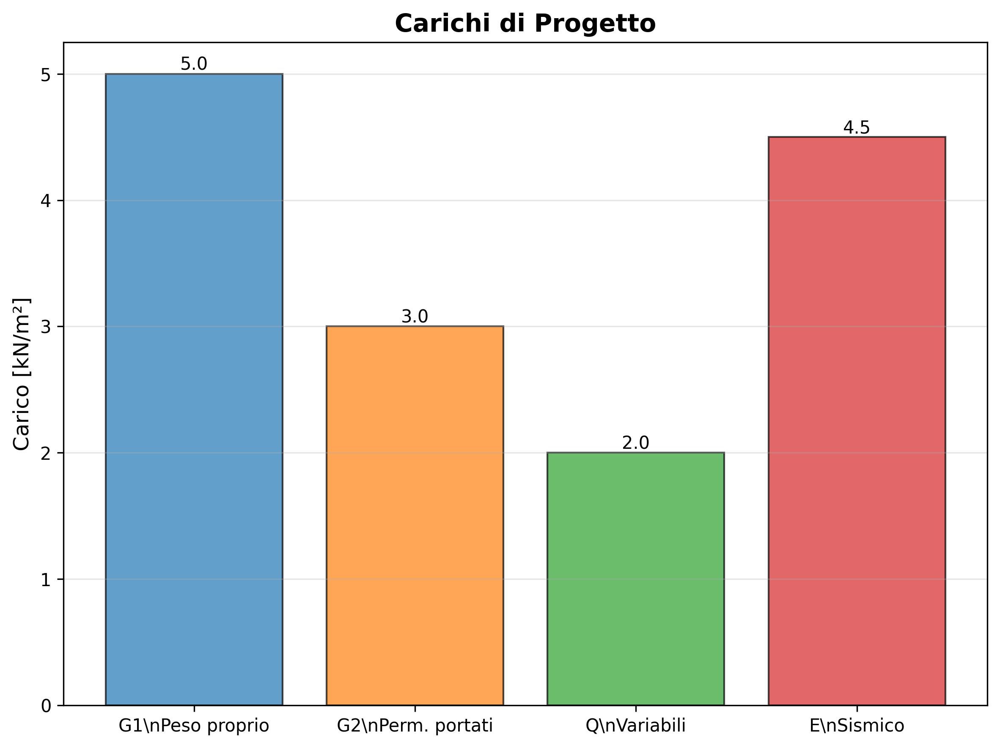 Carichi di Progetto
Carico [kN/m²]
5
4
3
2
1
0
5.0
3.0
2.0
4.5
G1\nPeso proprio
G2\nPerm. portati
Q\nVariabili
E\nSismico